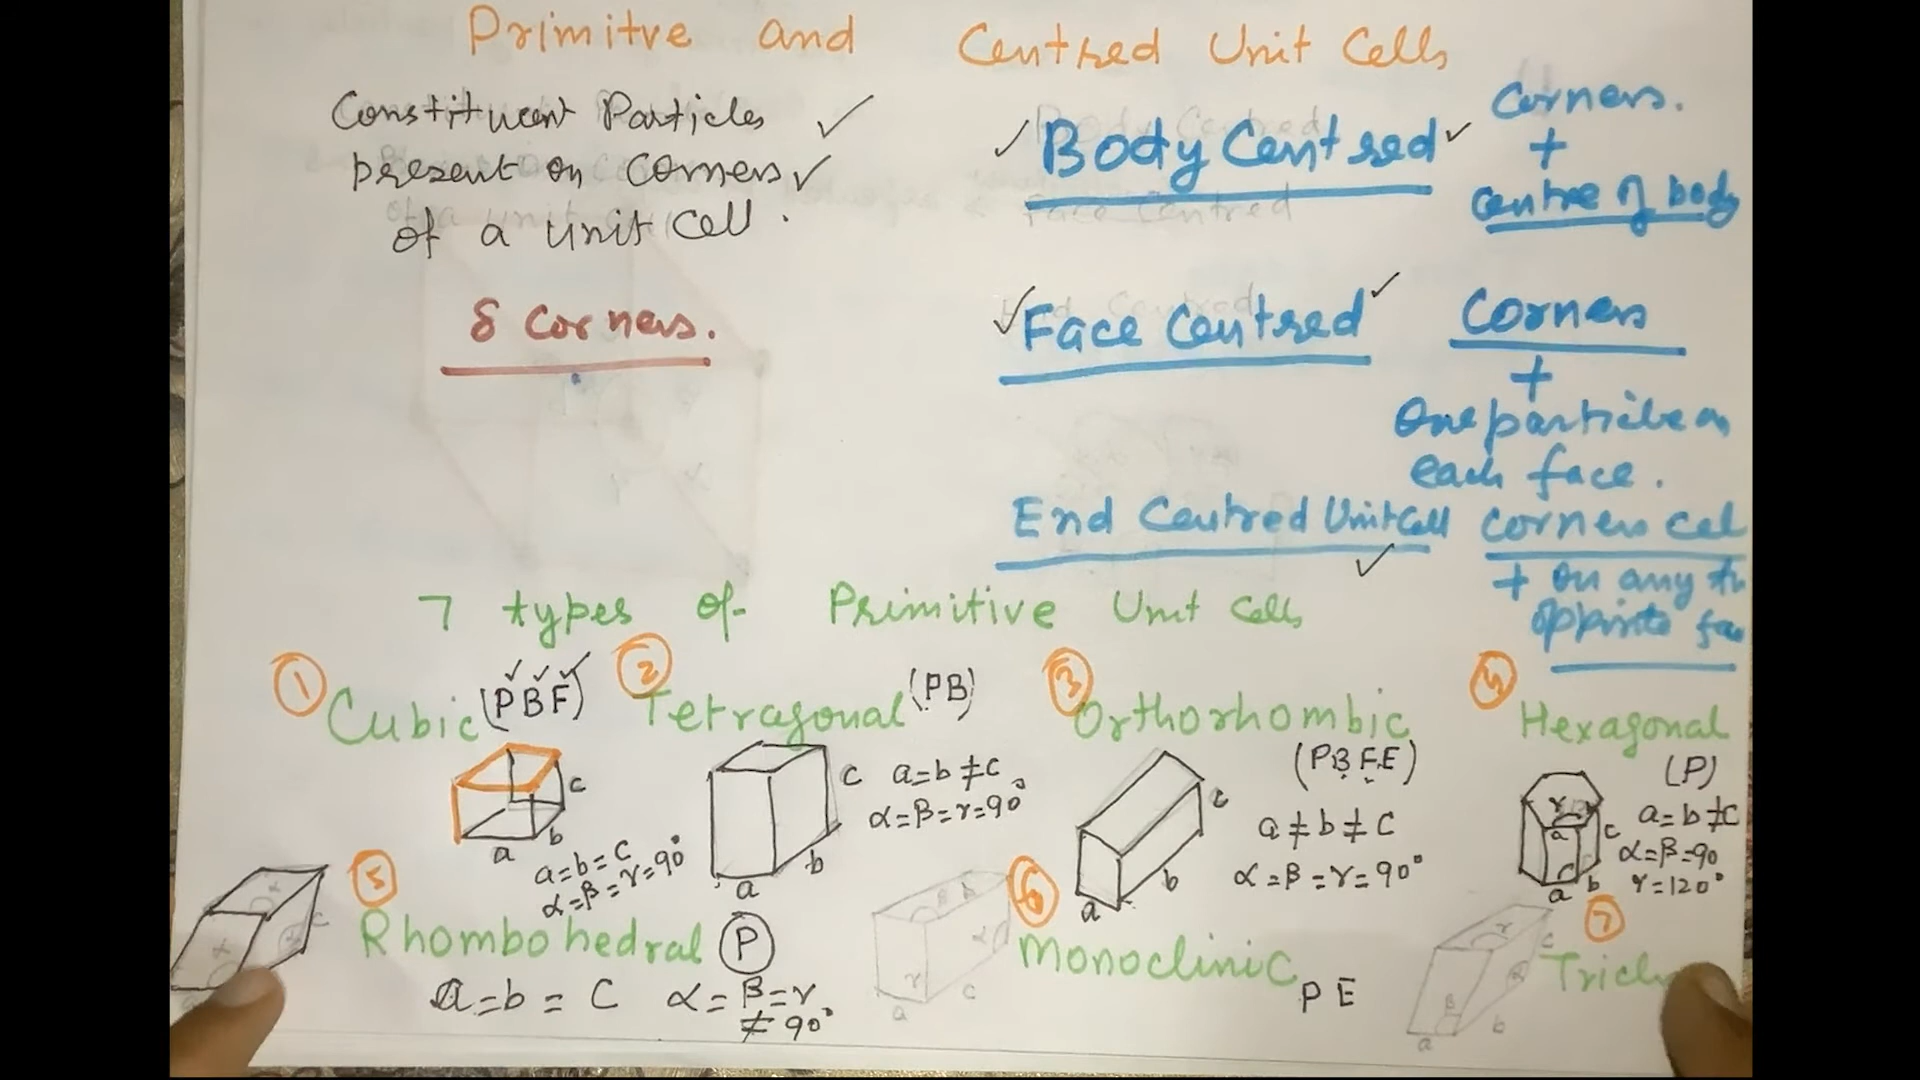 Primitve and Centred Unit Cells
Constituent Particles
present on corners
of a unit cell.
8 Corners.
Body Centred
Corners.
+
centre of body
Face Centred
Corners
+
One particle on
each face.
End Centred Unit Cell
corners
+ on any
opposite
7 types of Primitive Unit Cells
1
Cubic (PBF)
c
b
a
a=b=c
α=β=γ=90°
2
Tetragonal (PB)
c
a=b≠c
α=β=γ=90°
b
a
3
Orthorhombic
(PBFE)
c
a≠b≠c
α=β=γ=90°
b
a
4
Hexagonal
(P)
a=b≠c
α=β=90
γ=120°
a
c
b
a
5
Rhombohedral P
a=b=c α=β=γ
≠90°
6
Monoclinic
P E
γ
a
c
7
γ
c
β
a
b